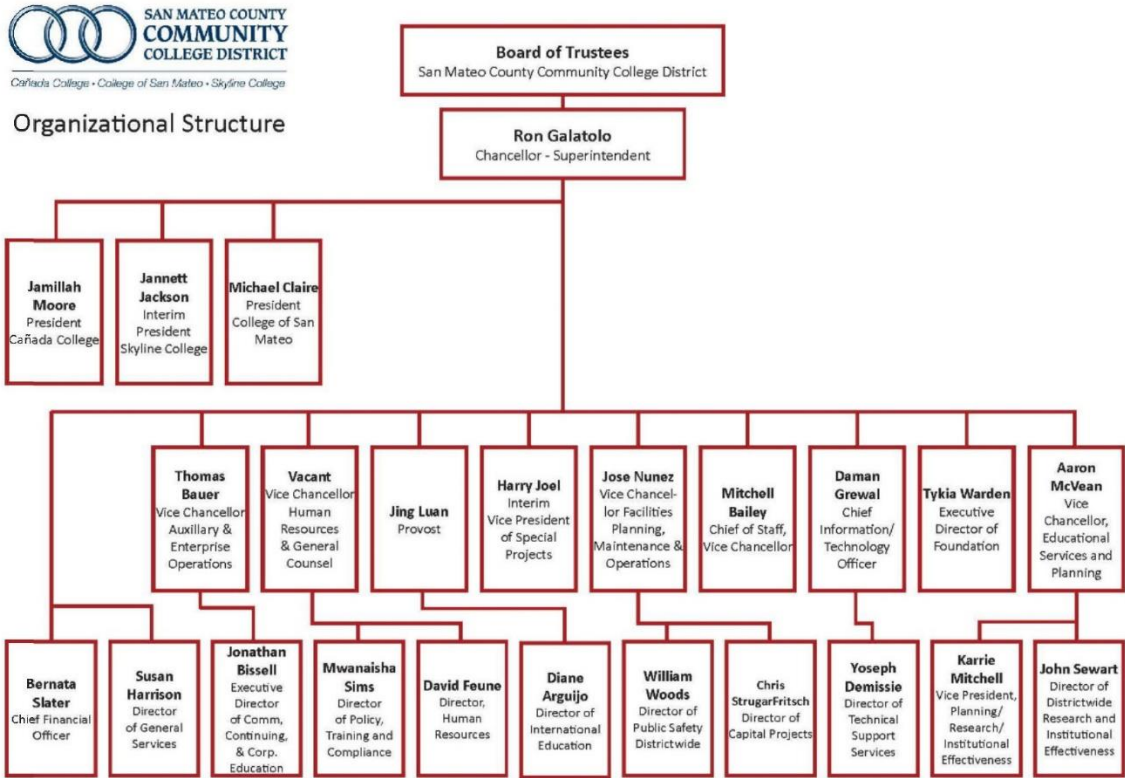 SAN MATEO COUNTY
COMMUNITY
COLLEGE DISTRICT
Cañada College • College of San Mateo • Skyline College
Organizational Structure
Board of Trustees
San Mateo County Community College District
Ron Galatolo
Chancellor - Superintendent
Jamillah
Moore
President
Cañada College
Jannett
Jackson
Interim
President
Skyline College
Michael Claire
President
College of San
Mateo
Thomas
Bauer
Vice Chancellor
Auxillary &
Enterprise
Operations
Vacant
Vice Chancellor
Human
Resources
& General
Counsel
Jing Luan
Provost
Harry Joel
Interim
Vice President
of Special
Projects
Jose Nunez
Vice Chancel-
lor Facilities
Planning,
Maintenance &
Operations
Mitchell
Bailey
Chief of Staff,
Vice Chancellor
Daman
Grewal
Chief
Information/
Technology
Officer
Tykia Warden
Executive
Director of
Foundation
Aaron
McVean
Vice
Chancellor,
Educational
Services and
Planning
Bernata
Slater
Chief Financial
Officer
Susan
Harrison
Director
of General
Services
Jonathan
Bissell
Executive
Director
of Comm,
Continuing,
& Corp.
Education
Mwanaisha
Sims
Director
of Policy,
Training and
Compliance
David Feune
Director,
Human
Resources
Diane
Arguijo
Director of
International
Education
William
Woods
Director of
Public Safety
Districtwide
Chris
StrugarFritsch
Director of
Capital Projects
Yoseph
Demissie
Director of
Technical
Support
Services
Karrie
Mitchell
Vice President,
Planning/
Research/
Institutional
Effectiveness
John Sewart
Director of
Districtwide
Research and
Institutional
Effectiveness